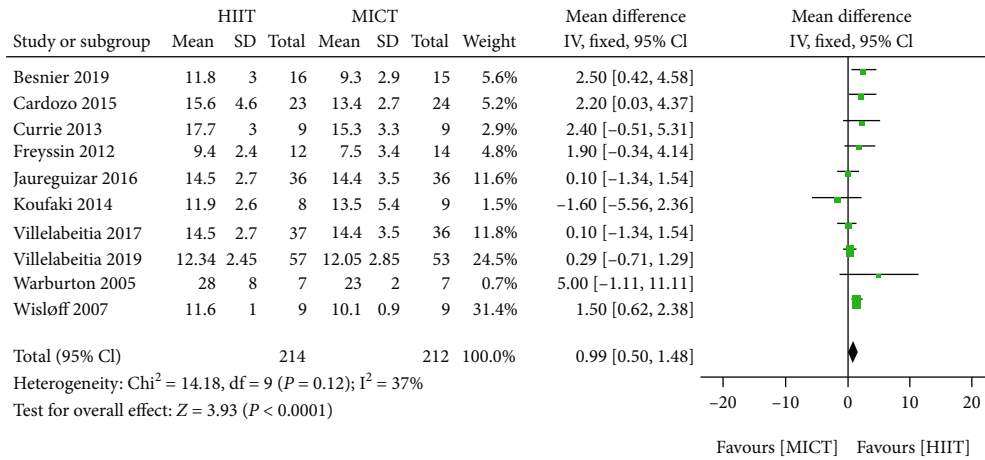 HIIT MICT Mean difference Mean difference
Study or subgroup Mean SD Total Mean SD Total Weight IV, fixed, 95% Cl IV, fixed, 95% Cl
Besnier 2019 11.8 3 16 9.3 2.9 15 5.6% 2.50 [0.42, 4.58]
Cardozo 2015 15.6 4.6 23 13.4 2.7 24 5.2% 2.20 [0.03, 4.37]
Currie 2013 17.7 3 9 15.3 3.3 9 2.9% 2.40 [–0.51, 5.31]
Freyssin 2012 9.4 2.4 12 7.5 3.4 14 4.8% 1.90 [–0.34, 4.14]
Jaureguizar 2016 14.5 2.7 36 14.4 3.5 36 11.6% 0.10 [–1.34, 1.54]
Koufaki 2014 11.9 2.6 8 13.5 5.4 9 1.5% –1.60 [–5.56, 2.36]
Villelabeitia 2017 14.5 2.7 37 14.4 3.5 36 11.8% 0.10 [–1.34, 1.54]
Villelabeitia 2019 12.34 2.45 57 12.05 2.85 53 24.5% 0.29 [–0.71, 1.29]
Warburton 2005 28 8 7 23 2 7 0.7% 5.00 [–1.11, 11.11]
Wisløff 2007 11.6 1 9 10.1 0.9 9 31.4% 1.50 [0.62, 2.38]
Total (95% Cl) 214 212 100.0% 0.99 [0.50, 1.48]
Heterogeneity: Chi² = 14.18, df = 9 (P = 0.12); I² = 37%
Test for overall effect: Z = 3.93 (P < 0.0001)
–20 –10 0 10 20
Favours [MICT] Favours [HIIT]